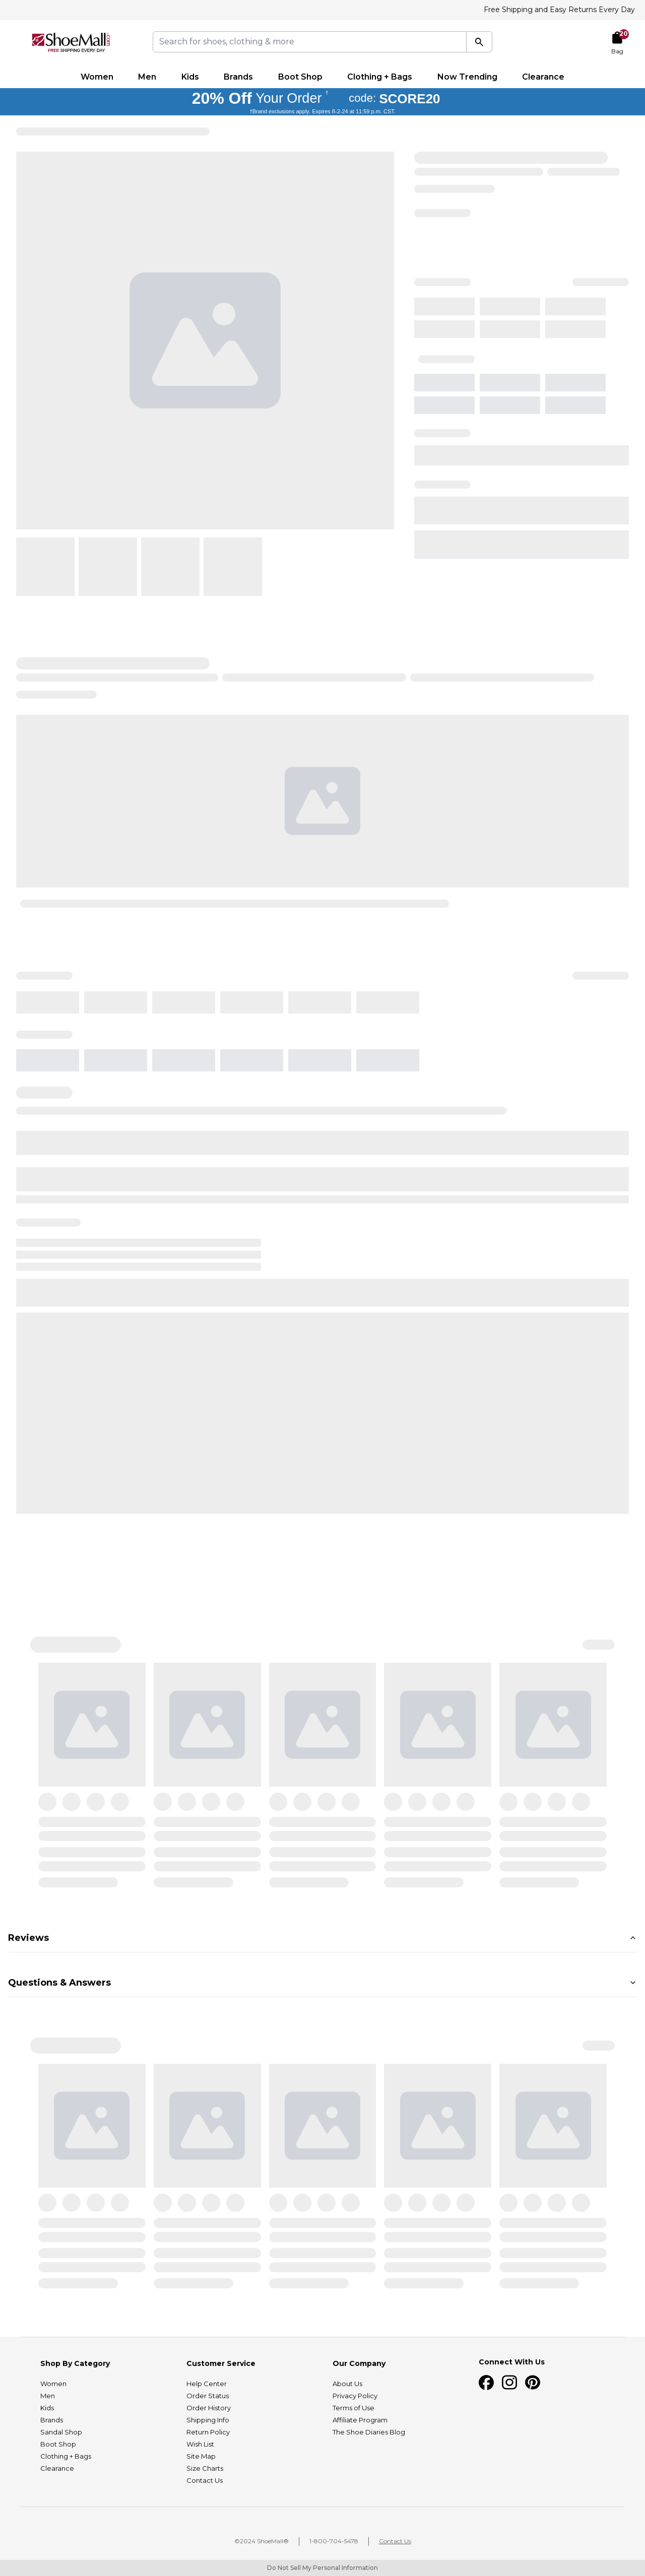 Free Shipping and Easy Returns Every Day
ShoeMall.com
FREE SHIPPING EVERY DAY
Search for shoes, clothing & more
20
Bag
Women Men Kids Brands Boot Shop Clothing + Bags Now Trending Clearance
20% Off Your Order † code: SCORE20
†Brand exclusions apply. Expires 8-2-24 at 11:59 p.m. CST.
Reviews
Questions & Answers
Shop By Category
Women
Men
Kids
Brands
Sandal Shop
Boot Shop
Clothing + Bags
Clearance
Customer Service
Help Center
Order Status
Order History
Shipping Info
Return Policy
Wish List
Site Map
Size Charts
Contact Us
Our Company
About Us
Privacy Policy
Terms of Use
Affiliate Program
The Shoe Diaries Blog
Connect With Us
©2024 ShoeMall® | 1-800-704-5478 | Contact Us
Do Not Sell My Personal Information